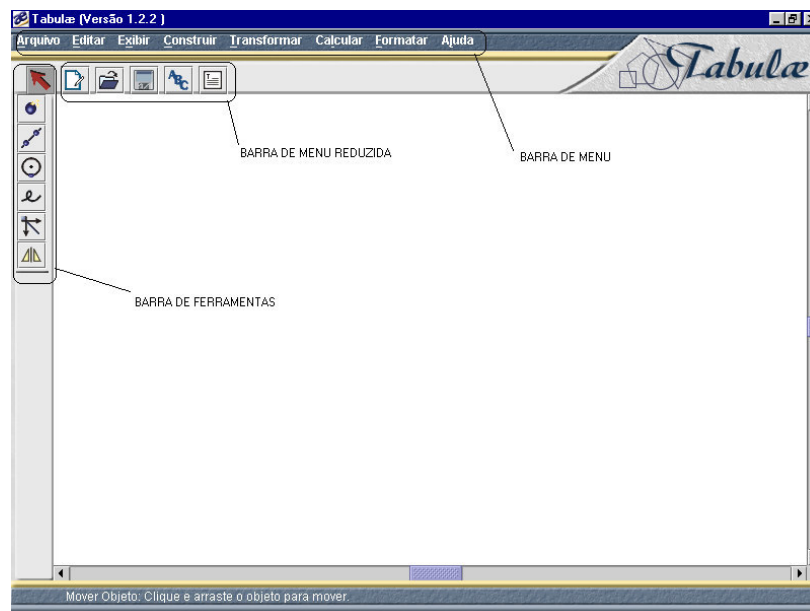 Tabulæ (Versão 1.2.2 )
Arquivo Editar Exibir Construir Transformar Calcular Formatar Ajuda
Tabulæ
ABC
BARRA DE MENU REDUZIDA
BARRA DE MENU
BARRA DE FERRAMENTAS
Mover Objeto: Clique e arraste o objeto para mover.